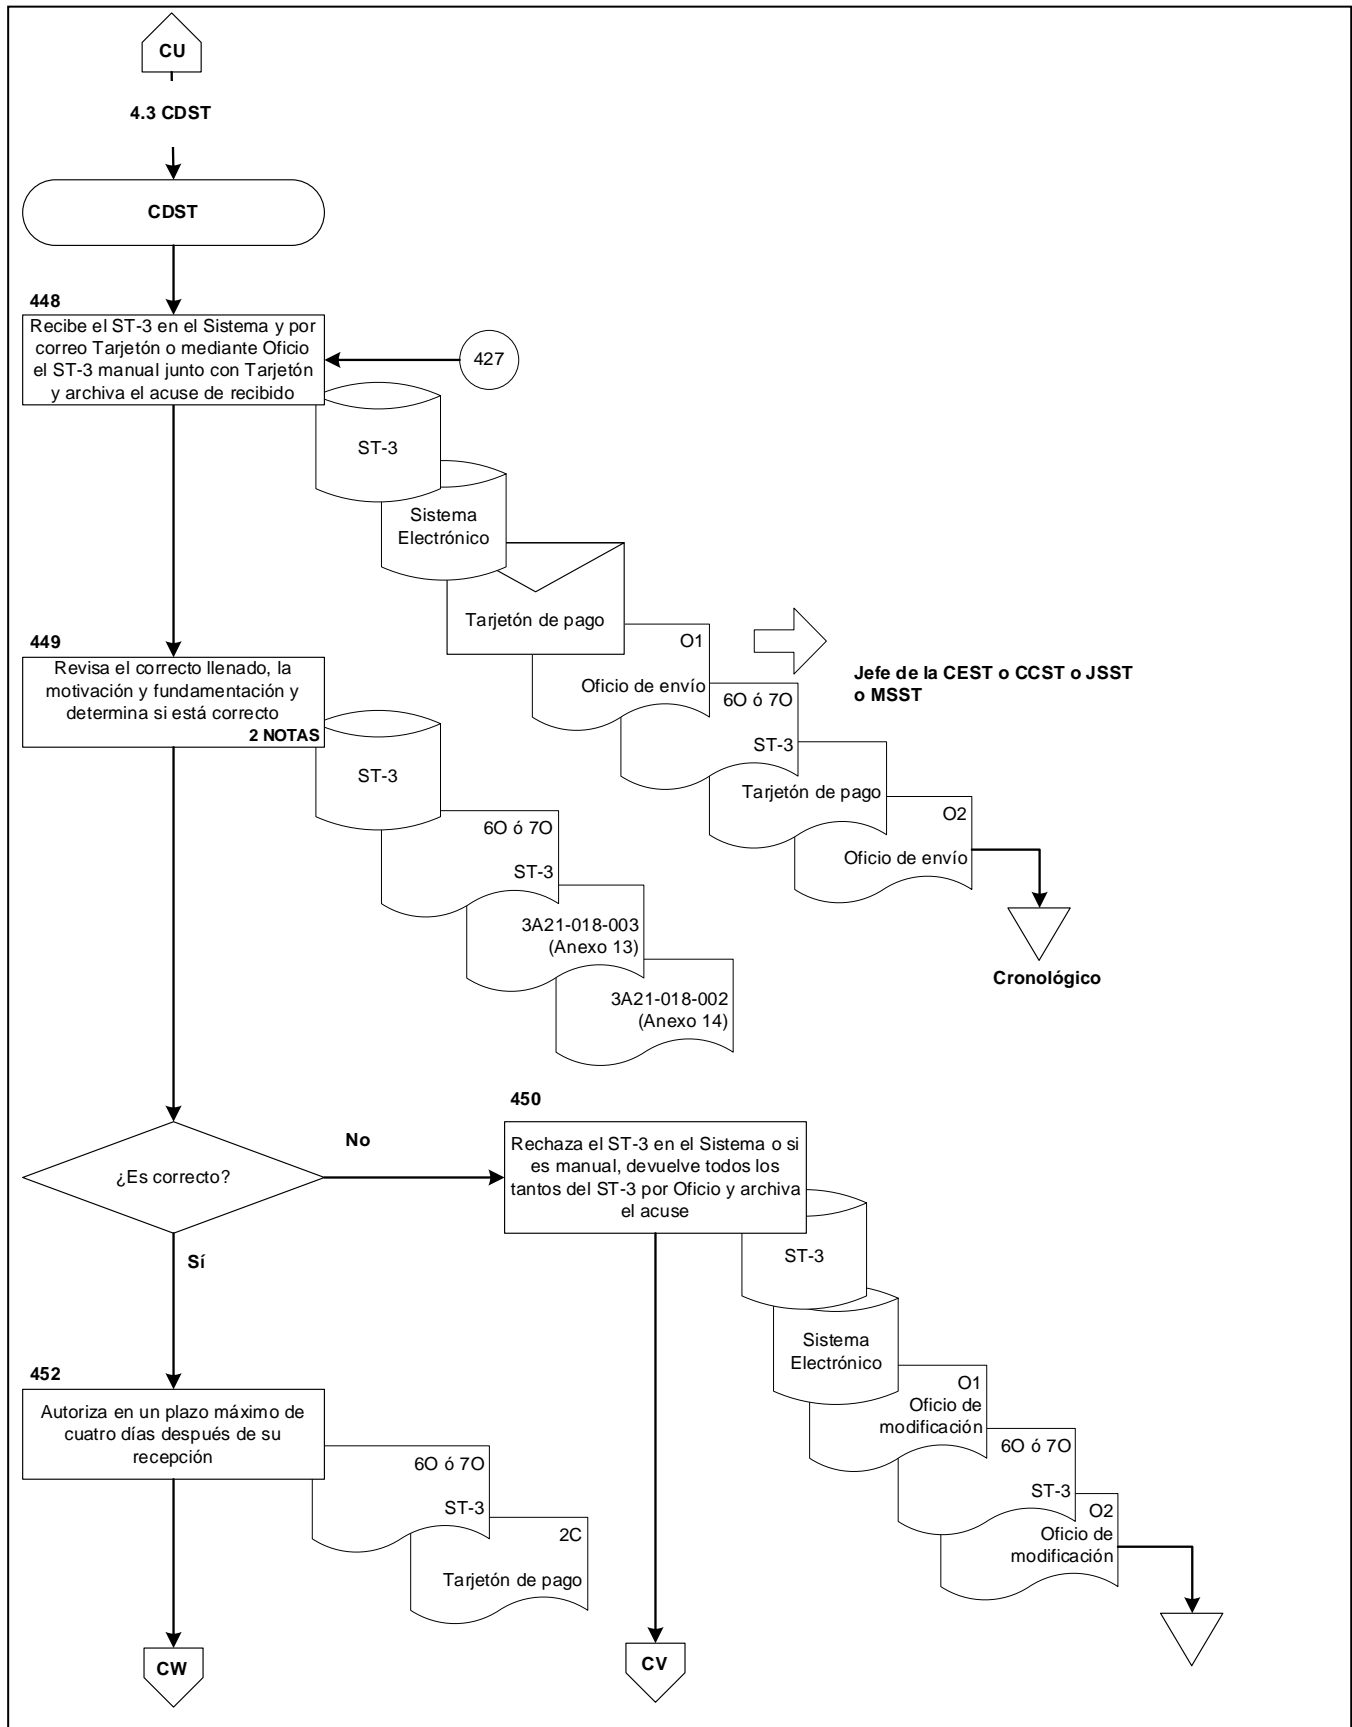 CU
4.3 CDST
CDST
448
Recibe el ST-3 en el Sistema y por
correo Tarjetón o mediante Oficio
el ST-3 manual junto con Tarjetón
y archiva el acuse de recibido
427
ST-3
Sistema
Electrónico
Tarjetón de pago
O1
Oficio de envío
Jefe de la CEST o CCST o JSST
o MSST
6O ó 7O
ST-3
Tarjetón de pago
O2
Oficio de envío
Cronológico
449
Revisa el correcto llenado, la
motivación y fundamentación y
determina si está correcto
2 NOTAS
ST-3
6O ó 7O
ST-3
3A21-018-003
(Anexo 13)
3A21-018-002
(Anexo 14)
¿Es correcto?
No
Sí
450
Rechaza el ST-3 en el Sistema o si
es manual, devuelve todos los
tantos del ST-3 por Oficio y archiva
el acuse
ST-3
Sistema
Electrónico
O1
Oficio de
modificación
6O ó 7O
ST-3
O2
Oficio de
modificación
452
Autoriza en un plazo máximo de
cuatro días después de su
recepción
6O ó 7O
ST-3
2C
Tarjetón de pago
CW
CV